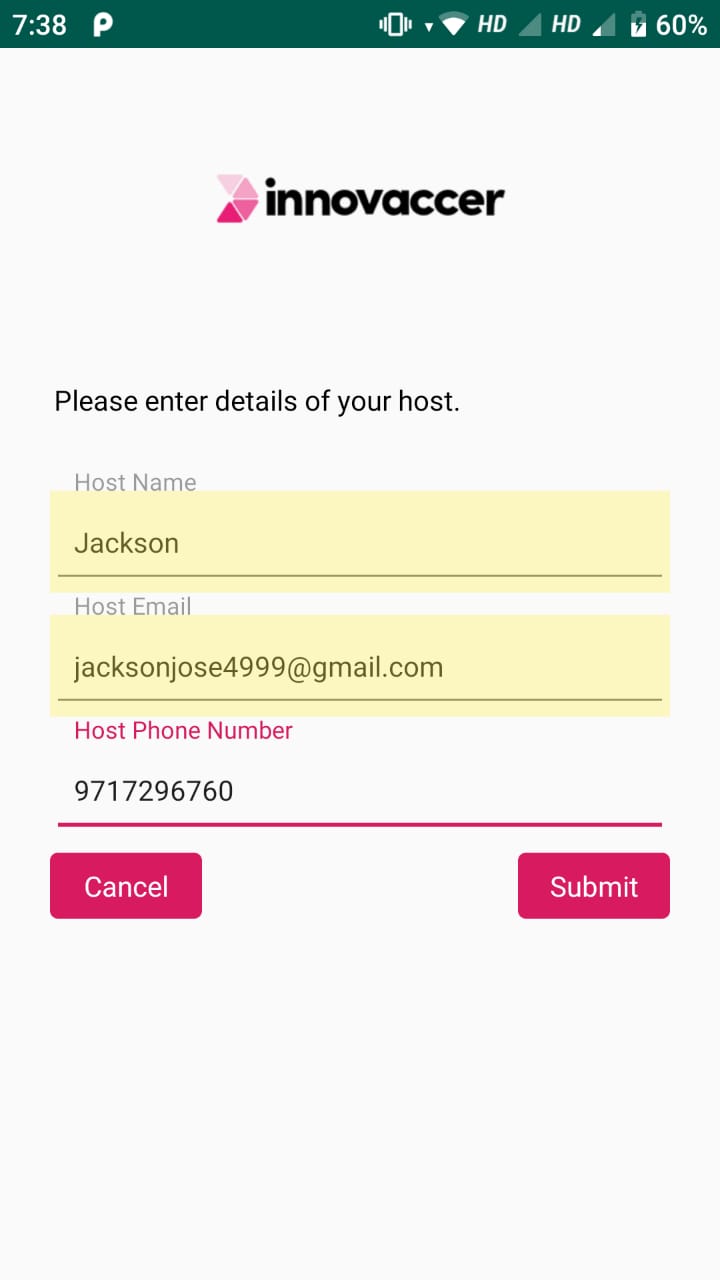 7:38 HD HD 60%
innovaccer
Please enter details of your host.
Host Name
Jackson
Host Email
jacksonjose4999@gmail.com
Host Phone Number
9717296760
Cancel Submit